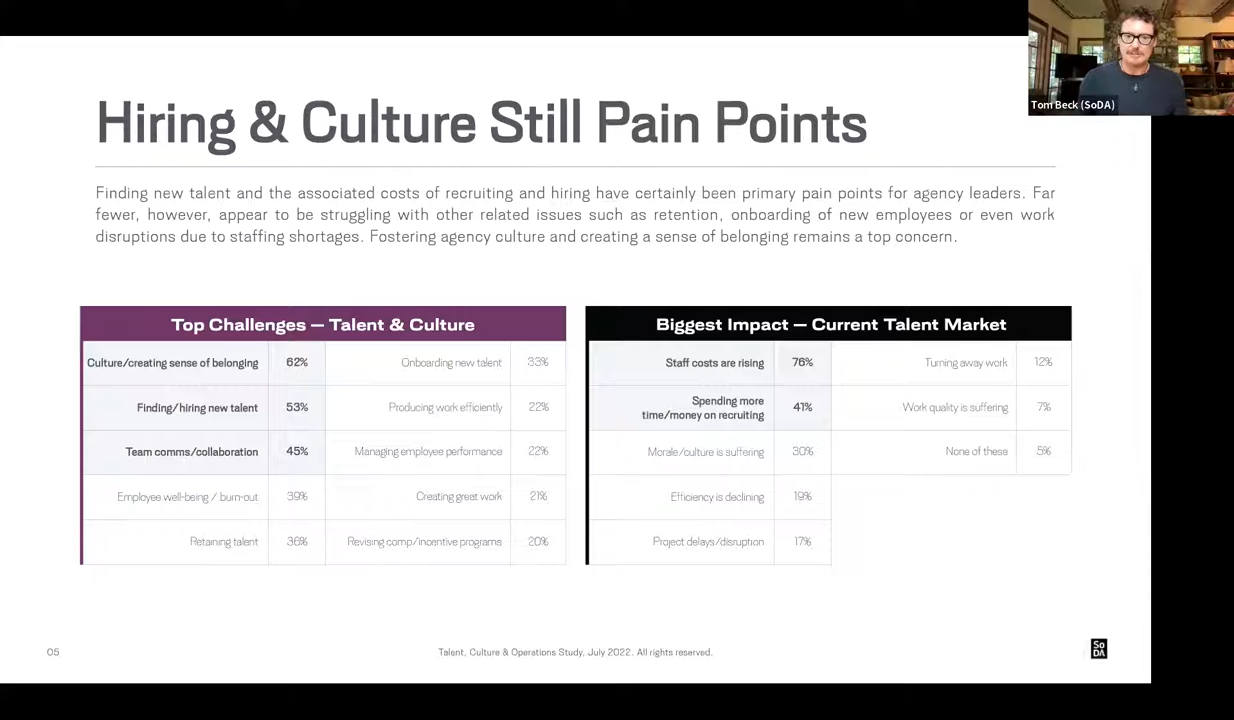 Tom Beck (SoDA)
Hiring & Culture Still Pain Points
Finding new talent and the associated costs of recruiting and hiring have certainly been primary pain points for agency leaders. Far
fewer, however, appear to be struggling with other related issues such as retention, onboarding of new employees or even work
disruptions due to staffing shortages. Fostering agency culture and creating a sense of belonging remains a top concern.
Top Challenges — Talent & Culture
Culture/creating sense of belonging 62% Onboarding new talent 33%
Finding/hiring new talent 53% Producing work efficiently 22%
Team comms/collaboration 45% Managing employee performance 22%
Employee well-being / burn-out 39% Creating great work 21%
Retaining talent 36% Revising comp/incentive programs 20%
Biggest Impact — Current Talent Market
Staff costs are rising 76% Turning away work 12%
Spending more
time/money on recruiting 41% Work quality is suffering 7%
Morale/culture is suffering 30% None of these 5%
Efficiency is declining 19%
Project delays/disruption 17%
05
Talent, Culture & Operations Study, July 2022. All rights reserved.
So
DA